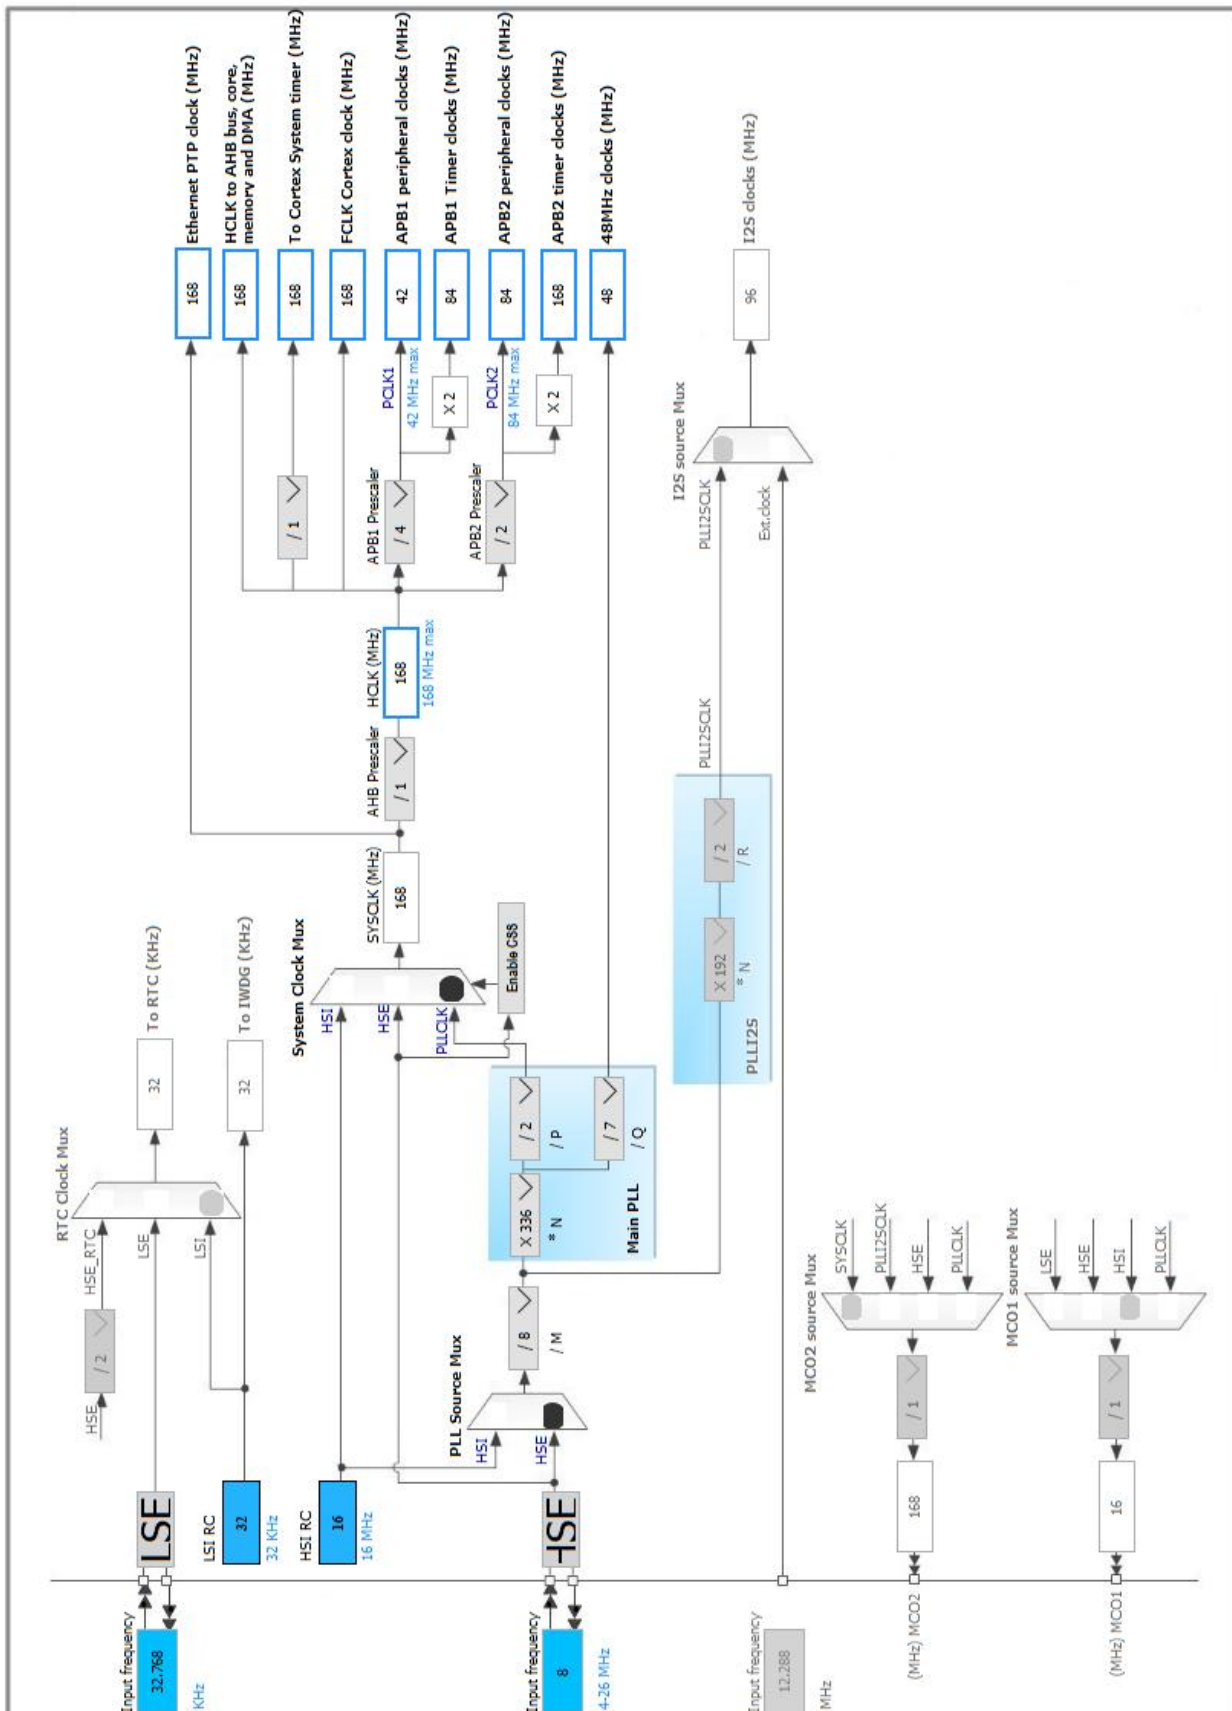 Input frequency
32.768
KHz
LSE
LSI RC
32
32 KHz
HSI RC
16
16 MHz
Input frequency
8
4-26 MHz
HSE
Input frequency
12.288
MHz
HSE
/ 2
HSE_RTC
LSE
LSI
RTC Clock Mux
32
To RTC (KHz)
32
To IWDG (KHz)
PLL Source Mux
HSI
HSE
/ 8
/ M
X 336
* N
/ 2
/ P
/ 7
/ Q
Main PLL
System Clock Mux
HSI
HSE
PLLCLK
Enable CSS
SYSCLK (MHz)
168
AHB Prescaler
/ 1
HCLK (MHz)
168
168 MHz max
/ 1
APB1 Prescaler
/ 4
PCLK1
42 MHz max
X 2
APB2 Prescaler
/ 2
PCLK2
84 MHz max
X 2
168
Ethernet PTP clock (MHz)
168
HCLK to AHB bus, core,
memory and DMA (MHz)
168
To Cortex System timer (MHz)
168
FCLK Cortex clock (MHz)
42
APB1 peripheral clocks (MHz)
84
APB1 Timer clocks (MHz)
84
APB2 peripheral clocks (MHz)
168
APB2 timer clocks (MHz)
48
48MHz clocks (MHz)
PLLI2S
X 192
* N
/ 2
/ R
PLLI2SCLK
PLLI2SCLK
Ext.clock
I2S source Mux
96
I2S clocks (MHz)
MCO2 source Mux
SYSCLK
PLLI2SCLK
HSE
PLLCLK
/ 1
168
(MHz) MCO2
MCO1 source Mux
LSE
HSE
HSI
PLLCLK
/ 1
16
(MHz) MCO1